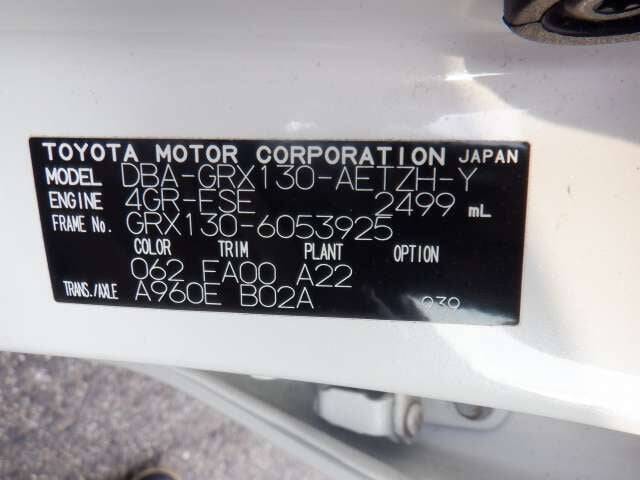 TOYOTA MOTOR CORPORATION JAPAN
MODEL DBA-GRX130-AETZH-Y
ENGINE 4GR-FSE 2499 mL
FRAME No. GRX130-6053925
COLOR TRIM PLANT OPTION
062 FA00 A22
TRANS./AXLE A960E B02A 939